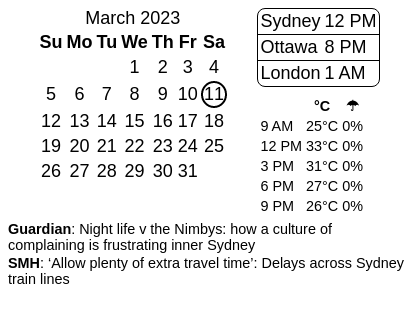 March 2023
Su Mo Tu We Th Fr Sa
1 2 3 4
5 6 7 8 9 10 11
12 13 14 15 16 17 18
19 20 21 22 23 24 25
26 27 28 29 30 31
Sydney 12 PM
Ottawa 8 PM
London 1 AM
°C ☂
9 AM 25°C 0%
12 PM 33°C 0%
3 PM 31°C 0%
6 PM 27°C 0%
9 PM 26°C 0%
Guardian: Night life v the Nimbys: how a culture of
complaining is frustrating inner Sydney
SMH: ‘Allow plenty of extra travel time’: Delays across Sydney
train lines